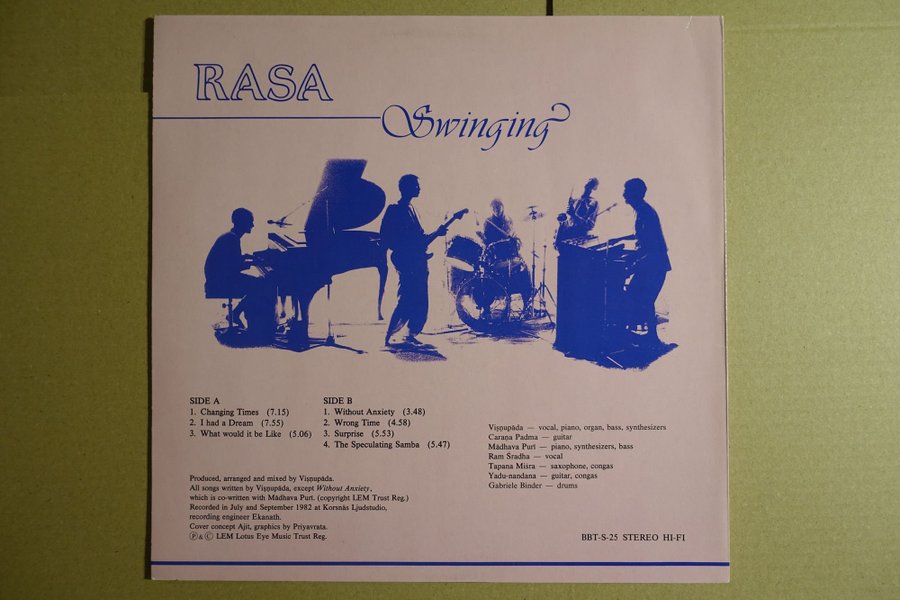 RASA
Swinging
SIDE A
1. Changing Times (7.15)
2. I had a Dream (7.55)
3. What would it be Like (5.06)
SIDE B
1. Without Anxiety (3.48)
2. Wrong Time (4.58)
3. Surprise (5.53)
4. The Speculating Samba (5.47)
Viṣṇupāda — vocal, piano, organ, bass, synthesizers
Caraṇa Padma — guitar
Mādhava Purī — piano, synthesizers, bass
Ram Śradha — vocal
Tapana Misra — saxophone, congas
Yadu-nandana — guitar, congas
Gabriele Binder — drums
Produced, arranged and mixed by Viṣṇupāda.
All songs written by Viṣṇupāda, except Without Anxiety,
which is co-written with Mādhava Purī. (copyright LEM Trust Reg.)
Recorded in July and September 1982 at Korsnäs Ljudstudio,
recording engineer Ekanath.
Cover concept Ajit, graphics by Priyavrata.
Ⓟ & © LEM Lotus Eye Music Trust Reg.
BBT-S-25 STEREO HI-FI